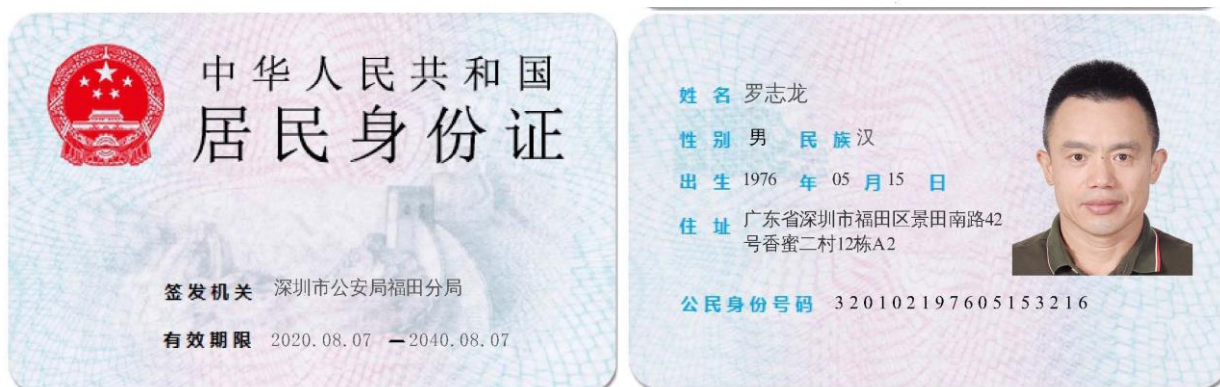 中华人民共和国
居民身份证
签发机关 深圳市公安局福田分局
有效期限 2020.08.07 —2040.08.07
姓名 罗志龙
性别 男 民族 汉
出生 1976 年 05 月 15 日
住址 广东省深圳市福田区景田南路42
号香蜜二村12栋A2
公民身份号码 320102197605153216